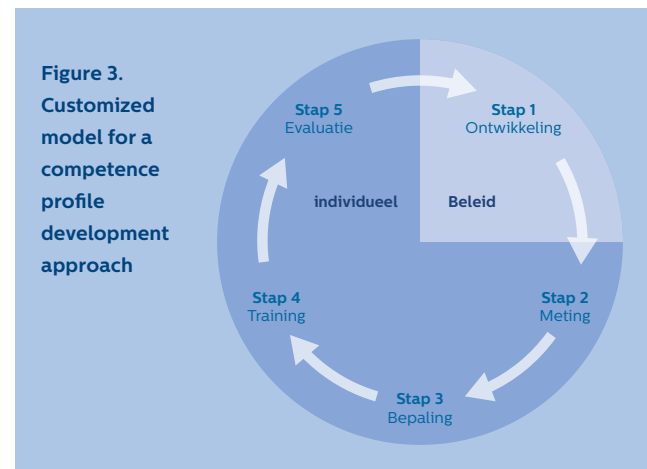 Figure 3.
Customized
model for a
competence
profile
development
approach
Stap 1
Ontwikkeling
Stap 2
Meting
Stap 3
Bepaling
Stap 4
Training
Stap 5
Evaluatie
individueel
Beleid